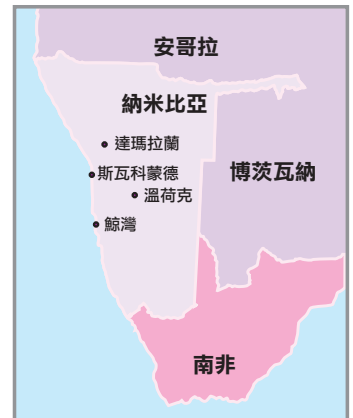 安哥拉
納米比亞
達瑪拉蘭
斯瓦科蒙德
博茨瓦納
溫荷克
鯨灣
南非